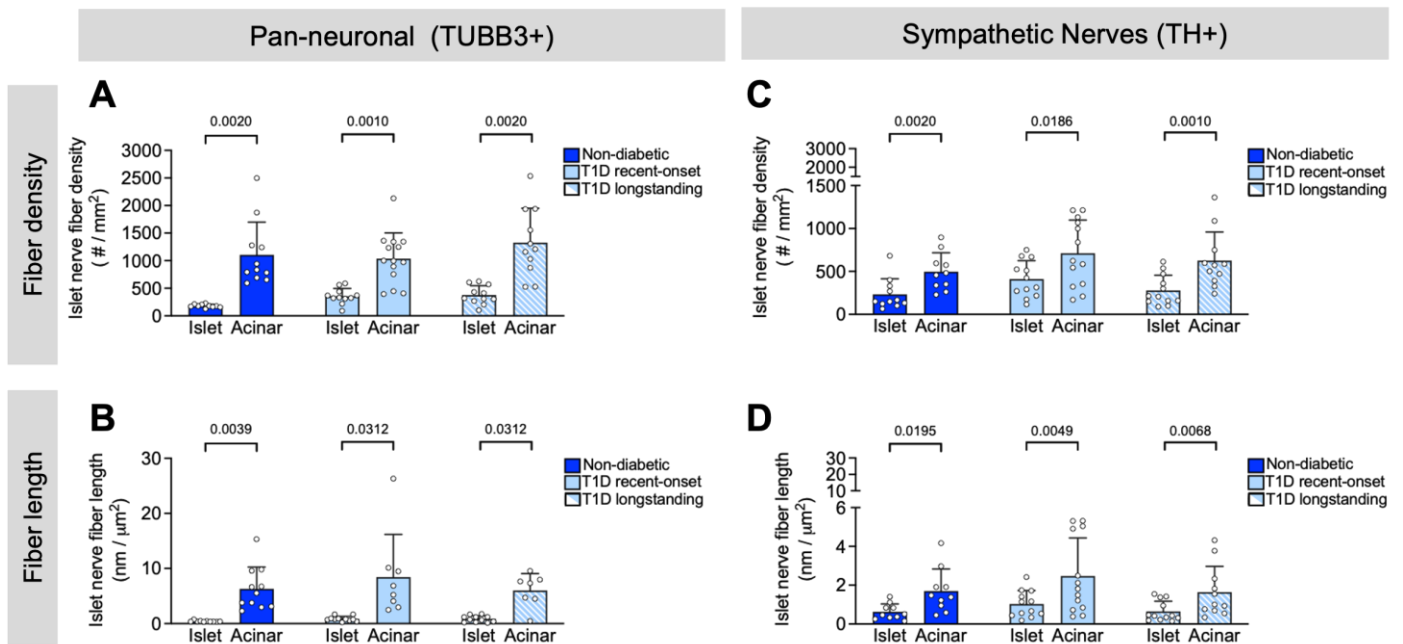 Pan-neuronal (TUBB3+)
Sympathetic Nerves (TH+)
Fiber density
Fiber length
A
0.0020
0.0010
0.0020
Islet nerve fiber density
( # / mm²)
3000
2500
2000
1500
1000
500
0
Islet Acinar
Islet Acinar
Islet Acinar
Non-diabetic
T1D recent-onset
T1D longstanding
C
0.0020
0.0186
0.0010
Islet nerve fiber density
( # / mm²)
3000
2000
1500
1000
500
0
Islet Acinar
Islet Acinar
Islet Acinar
Non-diabetic
T1D recent-onset
T1D longstanding
B
0.0039
0.0312
0.0312
Islet nerve fiber length
(nm / µm²)
30
20
10
0
Islet Acinar
Islet Acinar
Islet Acinar
Non-diabetic
T1D recent-onset
T1D longstanding
D
0.0195
0.0049
0.0068
Islet nerve fiber length
(nm / µm²)
30
20
10
6
4
2
0
Islet Acinar
Islet Acinar
Islet Acinar
Non-diabetic
T1D recent-onset
T1D longstanding